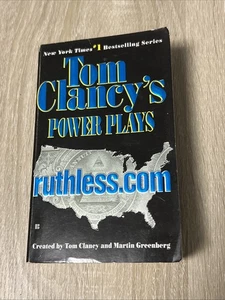 New York Times #1 Bestselling Series
Tom
Clancy's
POWER PLAYS
ruthless.com
Created by Tom Clancy and Martin Greenberg